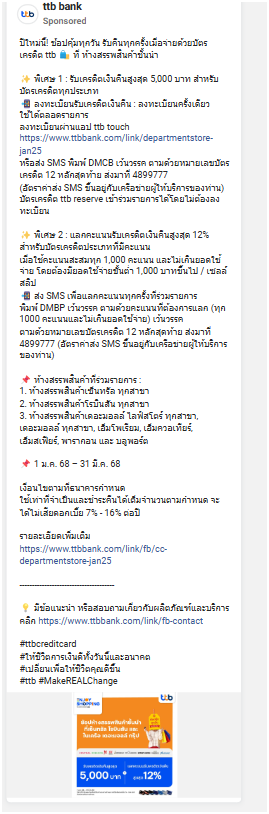 ttb bank
Sponsored
ปีใหม่นี้! ช้อปคุ้มทุกวัน รับคืนทุกครั้งเมื่อจ่ายด้วยบัตร
เครดิต ttb 🛍️ ที่ ห้างสรรพสินค้าชั้นนำ
✨ พิเศษ 1 : รับเครดิตเงินคืนสูงสุด 5,000 บาท สำหรับ
บัตรเครดิตทุกประเภท
📲 ลงทะเบียนรับเครดิตเงินคืน : ลงทะเบียนครั้งเดียว
ใช้ได้ตลอดรายการ
ลงทะเบียนผ่านแอป ttb touch
https://www.ttbbank.com/link/departmentstore-
jan25
หรือส่ง SMS พิมพ์ DMCB เว้นวรรค ตามด้วยหมายเลขบัตร
เครดิต 12 หลักสุดท้าย ส่งมาที่ 4899777
(อัตราค่าส่ง SMS ขึ้นอยู่กับเครือข่ายผู้ให้บริการของท่าน)
บัตรเครดิต ttb reserve เข้าร่วมรายการได้โดยไม่ต้องลง
ทะเบียน
✨ พิเศษ 2 : แลกคะแนนรับเครดิตเงินคืนสูงสุด 12%
สำหรับบัตรเครดิตประเภทที่มีคะแนน
เมื่อใช้คะแนนสะสมทุก 1,000 คะแนน และไม่เกินยอดใช้
จ่าย โดยต้องมียอดใช้จ่ายขั้นต่ำ 1,000 บาทขึ้นไป / เซลล์
สลิป
📲 ส่ง SMS เพื่อแลกคะแนนทุกครั้งที่ร่วมรายการ
พิมพ์ DMBP เว้นวรรค ตามด้วยคะแนนที่ต้องการแลก (ทุก
1000 คะแนนและไม่เกินยอดใช้จ่าย) เว้นวรรค
ตามด้วยหมายเลขบัตรเครดิต 12 หลักสุดท้าย ส่งมาที่
4899777 (อัตราค่าส่ง SMS ขึ้นอยู่กับเครือข่ายผู้ให้บริการ
ของท่าน)
📌 ห้างสรรพสินค้าที่ร่วมรายการ :
1. ห้างสรรพสินค้าเซ็นทรัล ทุกสาขา
2. ห้างสรรพสินค้าโรบินสัน ทุกสาขา
3. ห้างสรรพสินค้าเดอะมอลล์ ไลฟ์สโตร์ ทุกสาขา,
เดอะมอลล์ ทุกสาขา, เอ็มโพเรียม, เอ็มควอเทียร์,
เอ็มสเฟียร์, พารากอน และ บลูพอร์ต
📌 1 ม.ค. 68 – 31 มี.ค. 68
เงื่อนไขตามที่ธนาคารกำหนด
ใช้เท่าที่จำเป็นและชำระคืนได้เต็มจำนวนตามกำหนด จะ
ได้ไม่เสียดอกเบี้ย 7% - 16% ต่อปี
รายละเอียดเพิ่มเติม
https://www.ttbbank.com/link/fb/cc-
departmentstore-jan25
--------------------------------------
💡 มีข้อแนะนำ หรือสอบถามเกี่ยวกับผลิตภัณฑ์และบริการ
คลิก https://www.ttbbank.com/link/fb-contact
#ttbcreditcard
#ให้ชีวิตการเงินดีทั้งวันนี้และอนาคต
#เปลี่ยนเพื่อให้ชีวิตคุณดีขึ้น
#ttb #MakeREALChange
ttb
SHOPPING
ช้อปห้างสรรพสินค้าชั้นนำ
5,000 บาท
12%